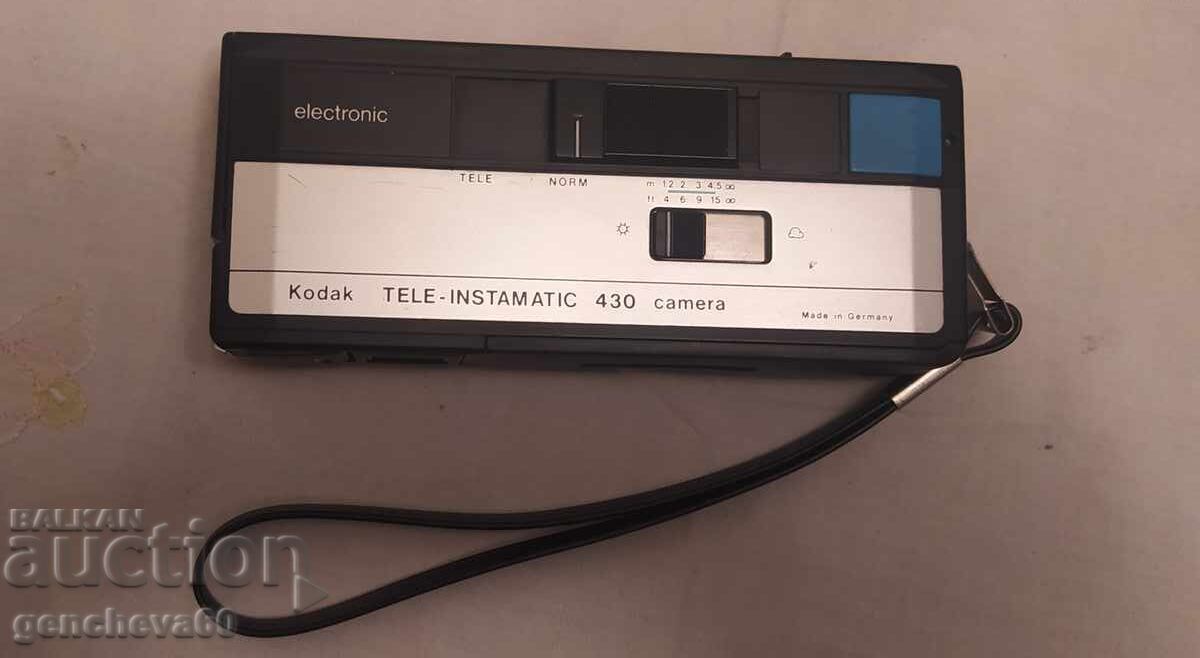 electronic
TELE NORM
m 1,2 2 3 4,5 ∞
ft 4 6 9 15 ∞
Kodak TELE-INSTAMATIC 430 camera
Made in Germany
BALKAN
auction
gencheva60